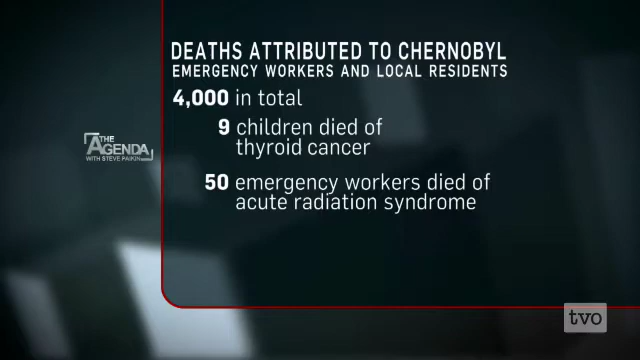 DEATHS ATTRIBUTED TO CHERNOBYL
EMERGENCY WORKERS AND LOCAL RESIDENTS
4,000 in total
9 children died of
thyroid cancer
50 emergency workers died of
acute radiation syndrome
THE
AGENDA
WITH STEVE PAIKIN
tvo